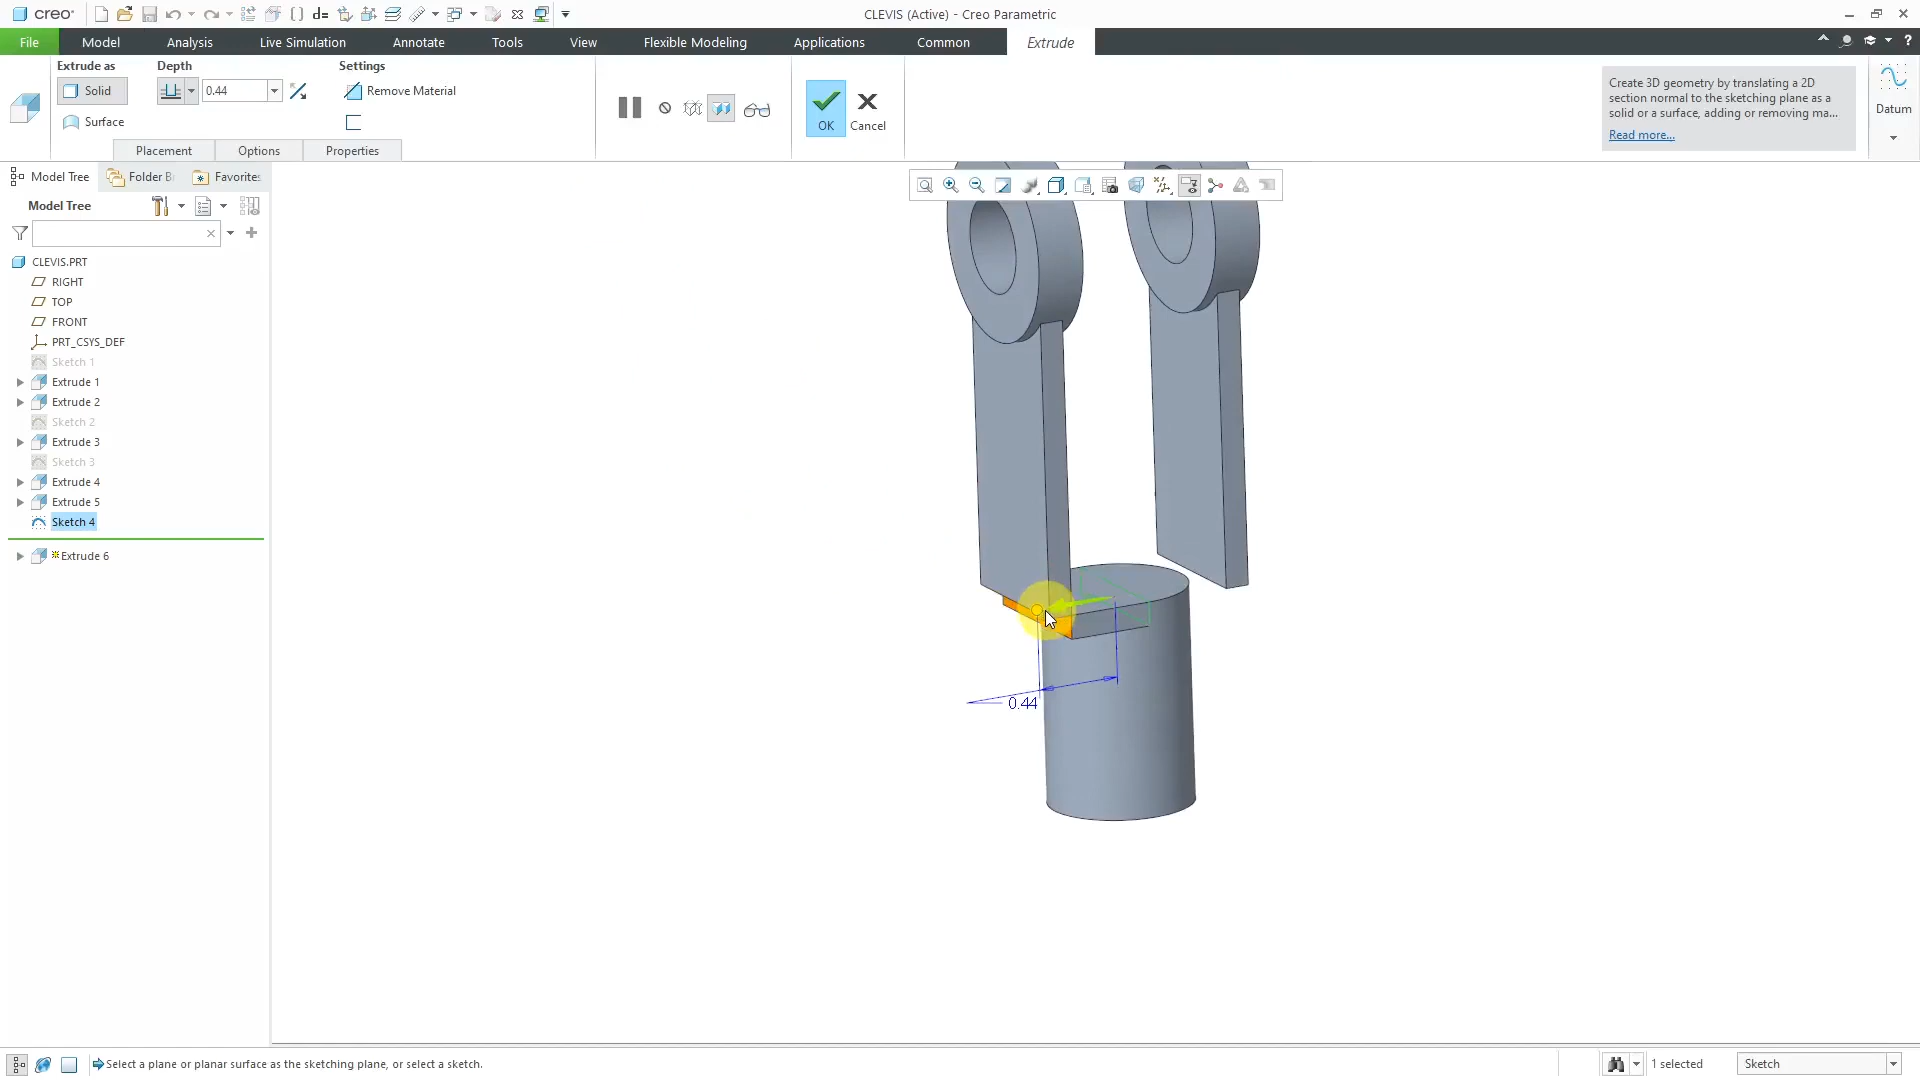 creo
CLEVIS (Active) - Creo Parametric
File Model Analysis Live Simulation Annotate Tools View Flexible Modeling Applications Common Extrude
Extrude as Depth Settings
Solid 0.44 Remove Material
Surface
OK Cancel
Placement Options Properties
Create 3D geometry by translating a 2D
section normal to the sketching plane as a
solid or a surface, adding or removing ma...
Read more...
Datum
Model Tree Folder Br Favorites
Model Tree
CLEVIS.PRT
RIGHT
TOP
FRONT
PRT_CSYS_DEF
Sketch 1
Extrude 1
Extrude 2
Sketch 2
Extrude 3
Sketch 3
Extrude 4
Extrude 5
Sketch 4
Extrude 6
0.44
Select a plane or planar surface as the sketching plane, or select a sketch.
1 selected Sketch